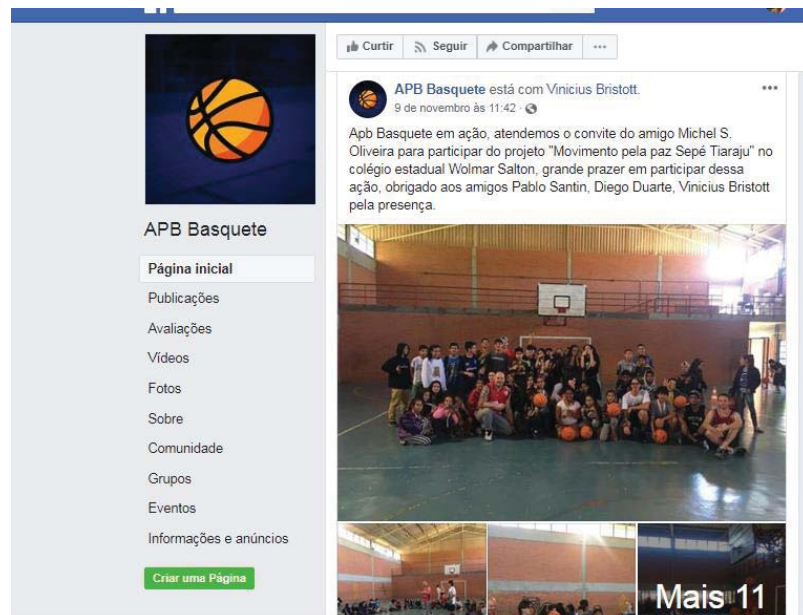 APB Basquete
Página inicial
Publicações
Avaliações
Vídeos
Fotos
Sobre
Comunidade
Grupos
Eventos
Informações e anúncios
Criar uma Página
Curtir Seguir Compartilhar
APB Basquete está com Vinicius Bristott.
9 de novembro às 11:42
Apb Basquete em ação, atendemos o convite do amigo Michel S.
Oliveira para participar do projeto "Movimento pela paz Sepé Tiaraju" no
colégio estadual Wolmar Salton, grande prazer em participar dessa
ação, obrigado aos amigos Pablo Santin, Diego Duarte, Vinicius Bristott
pela presença.
Mais 11